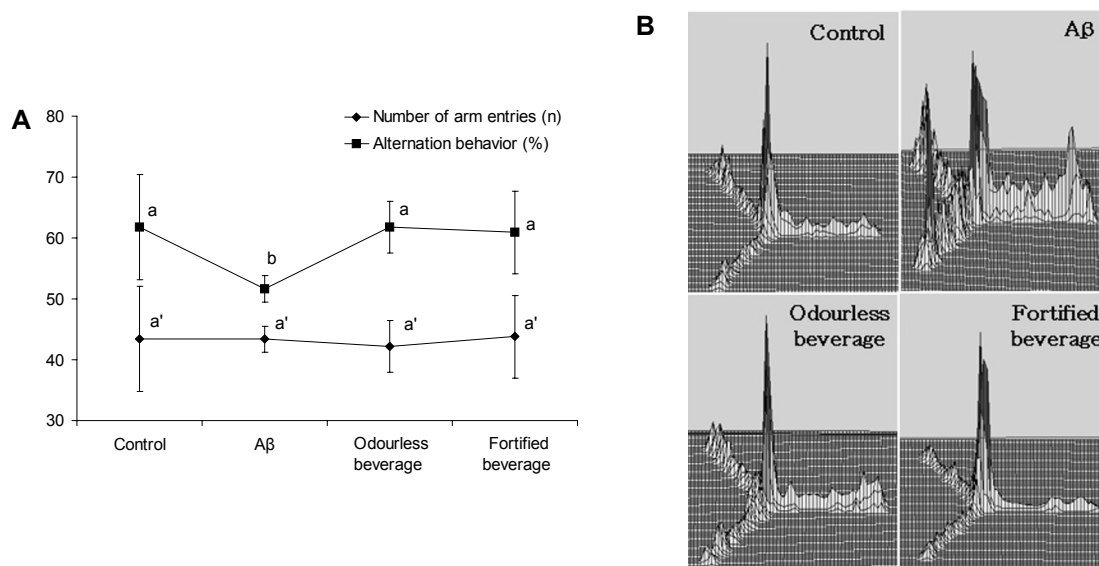 A
80
70
60
50
40
30
Number of arm entries (n)
Alternation behavior (%)
a
b
a
a
a'
a'
a'
a'
Control
Aβ
Odourless
beverage
Fortified
beverage
B
Control
Aβ
Odourless
beverage
Fortified
beverage